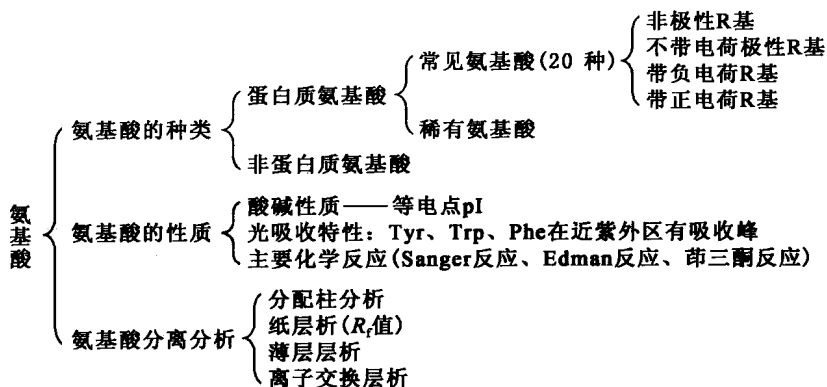 非极性R基
不带电荷极性R基
常见氨基酸(20 种)
带负电荷R基
带正电荷R基
蛋白质氨基酸
氨基酸的种类
稀有氨基酸
非蛋白质氨基酸
氨基酸
酸碱性质——等电点pI
氨基酸的性质
光吸收特性：Tyr、Trp、Phe在近紫外区有吸收峰
主要化学反应(Sanger反应、Edman反应、茚三酮反应)
分配柱分析
纸层析(Rf值)
氨基酸分离分析
薄层层析
离子交换层析